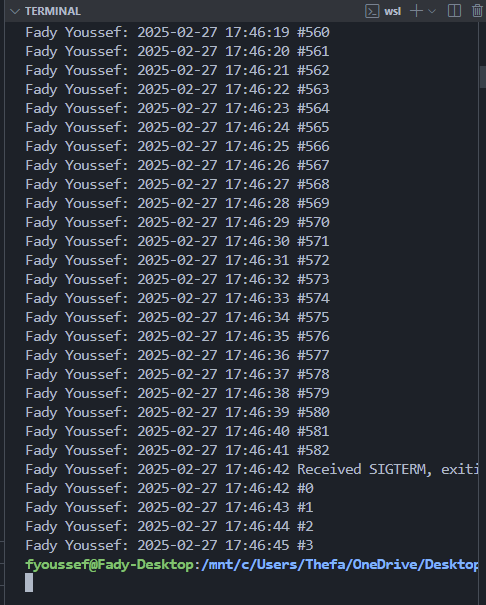 TERMINAL
wsl
Fady Youssef: 2025-02-27 17:46:19 #560
Fady Youssef: 2025-02-27 17:46:20 #561
Fady Youssef: 2025-02-27 17:46:21 #562
Fady Youssef: 2025-02-27 17:46:22 #563
Fady Youssef: 2025-02-27 17:46:23 #564
Fady Youssef: 2025-02-27 17:46:24 #565
Fady Youssef: 2025-02-27 17:46:25 #566
Fady Youssef: 2025-02-27 17:46:26 #567
Fady Youssef: 2025-02-27 17:46:27 #568
Fady Youssef: 2025-02-27 17:46:28 #569
Fady Youssef: 2025-02-27 17:46:29 #570
Fady Youssef: 2025-02-27 17:46:30 #571
Fady Youssef: 2025-02-27 17:46:31 #572
Fady Youssef: 2025-02-27 17:46:32 #573
Fady Youssef: 2025-02-27 17:46:33 #574
Fady Youssef: 2025-02-27 17:46:34 #575
Fady Youssef: 2025-02-27 17:46:35 #576
Fady Youssef: 2025-02-27 17:46:36 #577
Fady Youssef: 2025-02-27 17:46:37 #578
Fady Youssef: 2025-02-27 17:46:38 #579
Fady Youssef: 2025-02-27 17:46:39 #580
Fady Youssef: 2025-02-27 17:46:40 #581
Fady Youssef: 2025-02-27 17:46:41 #582
Fady Youssef: 2025-02-27 17:46:42 Received SIGTERM, exiti
Fady Youssef: 2025-02-27 17:46:42 #0
Fady Youssef: 2025-02-27 17:46:43 #1
Fady Youssef: 2025-02-27 17:46:44 #2
Fady Youssef: 2025-02-27 17:46:45 #3
fyoussef@Fady-Desktop:/mnt/c/Users/Thefa/OneDrive/Desktop